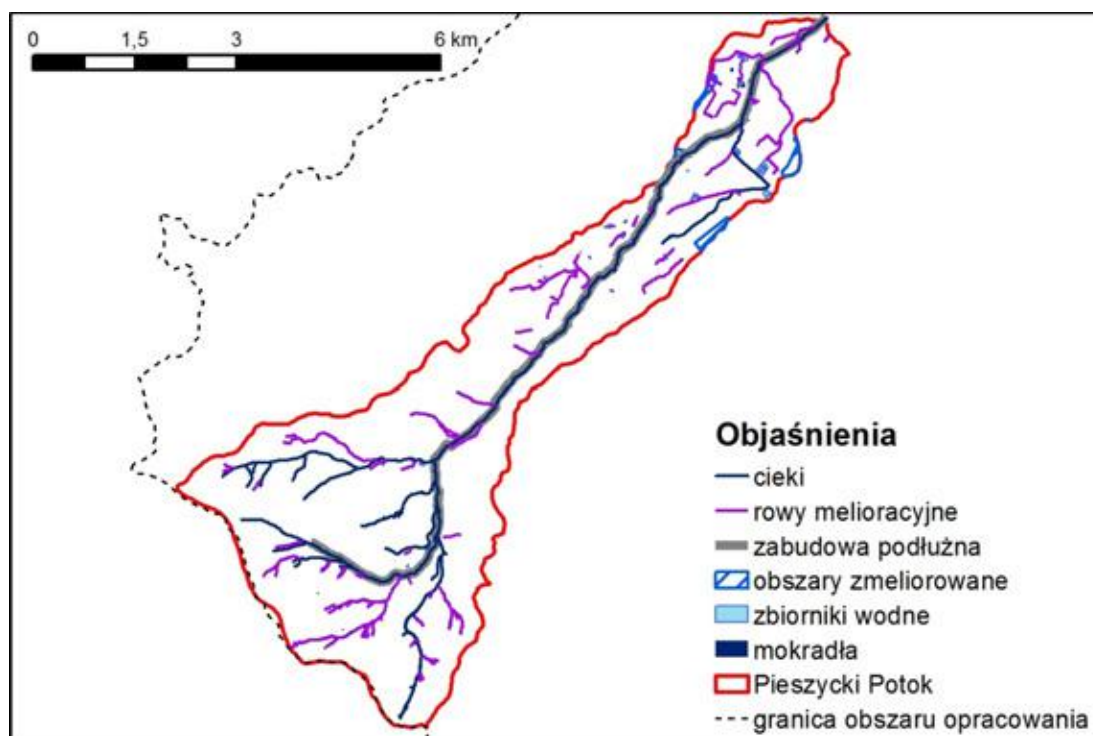 0 1,5 3 6 km
Objaśnienia
cieki
rowy melioracyjne
zabudowa podłużna
obszary zmeliorowane
zbiorniki wodne
mokradła
Pieszycki Potok
granica obszaru opracowania